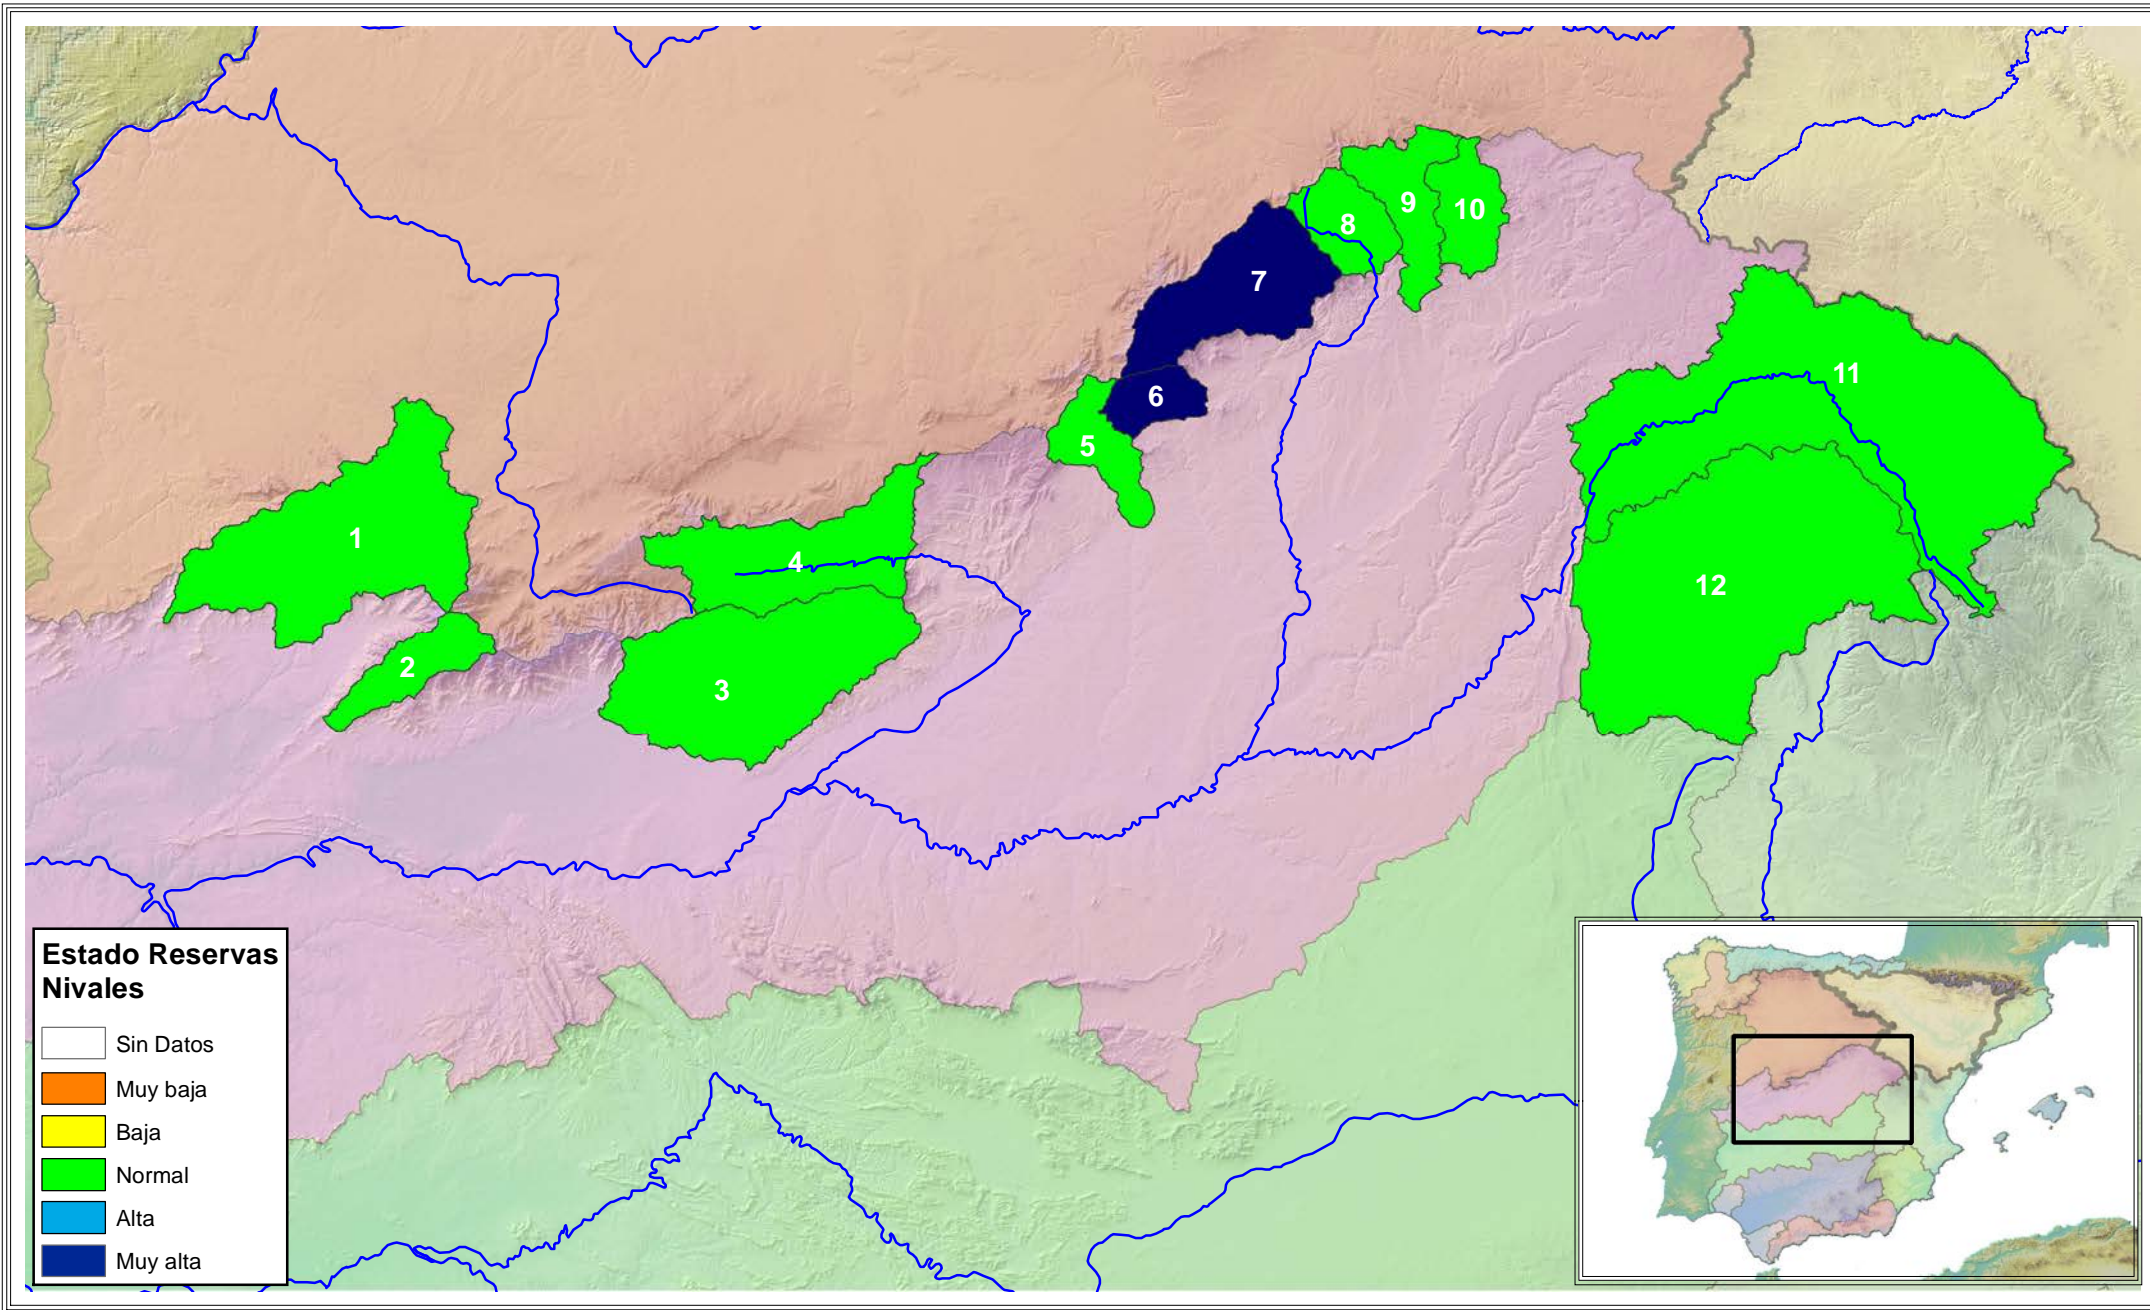 8
9
10
7
11
6
5
1
4
12
2
3
Estado Reservas
Nivales
Sin Datos
Muy baja
Baja
Normal
Alta
Muy alta